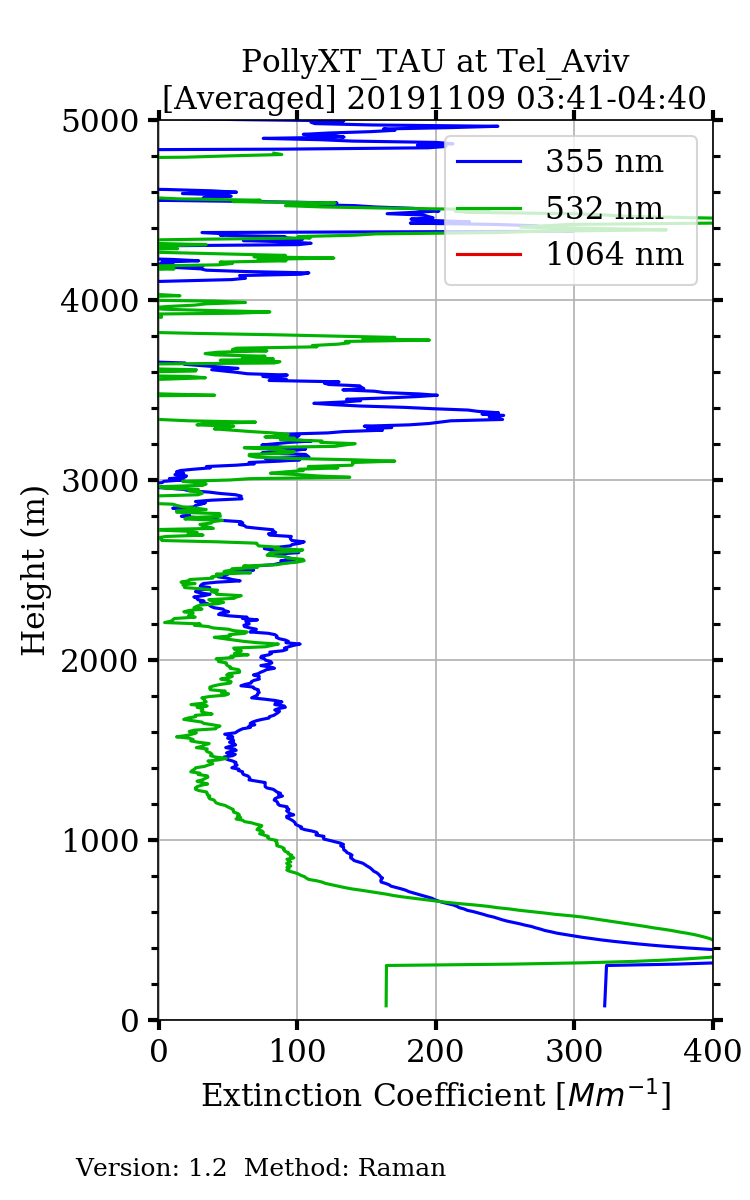 PollyXT_TAU at Tel_Aviv
[Averaged] 20191109 03:41-04:40
5000
355 nm
532 nm
1064 nm
4000
3000
Height (m)
2000
1000
0
0 100 200 300 400
Extinction Coefficient [Mm⁻¹]
Version: 1.2 Method: Raman